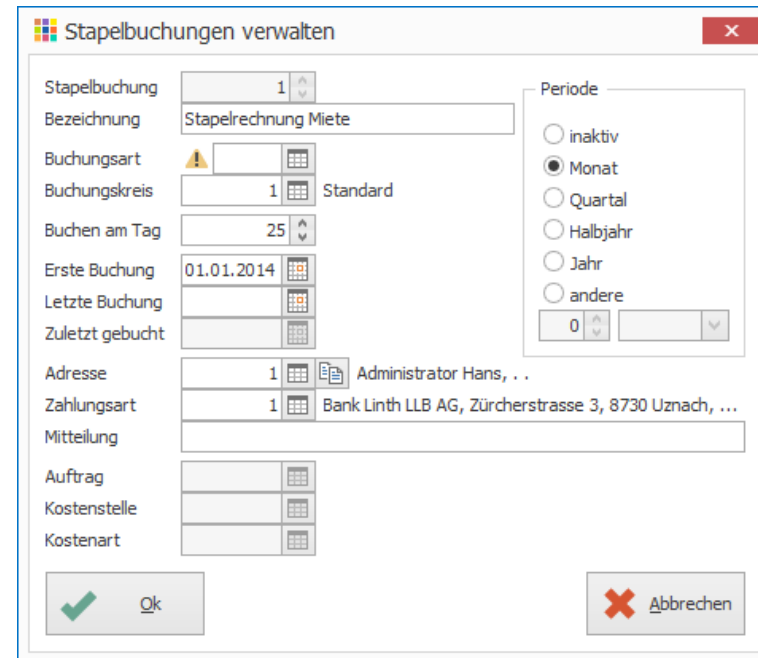 Stapelbuchungen verwalten
Stapelbuchung 1
Bezeichnung Stapelrechnung Miete
Buchungsart
Buchungskreis 1 Standard
Buchen am Tag 25
Erste Buchung 01.01.2014
Letzte Buchung
Zuletzt gebucht
Periode
inaktiv
Monat
Quartal
Halbjahr
Jahr
andere
0
Adresse 1 Administrator Hans, . .
Zahlungsart 1 Bank Linth LLB AG, Zürcherstrasse 3, 8730 Uznach, ...
Mitteilung
Auftrag
Kostenstelle
Kostenart
Ok Abbrechen